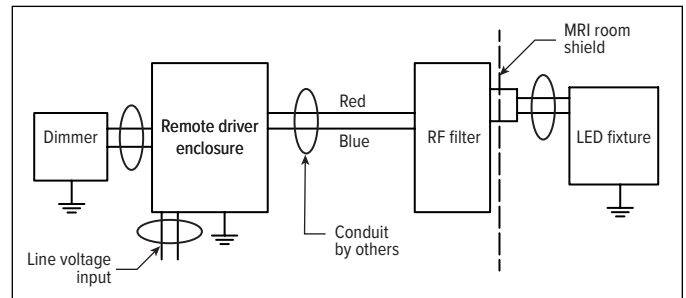 MRI room
shield
Dimmer
Remote driver
enclosure
Red
Blue
RF filter
LED fixture
Conduit
by others
Line voltage
input